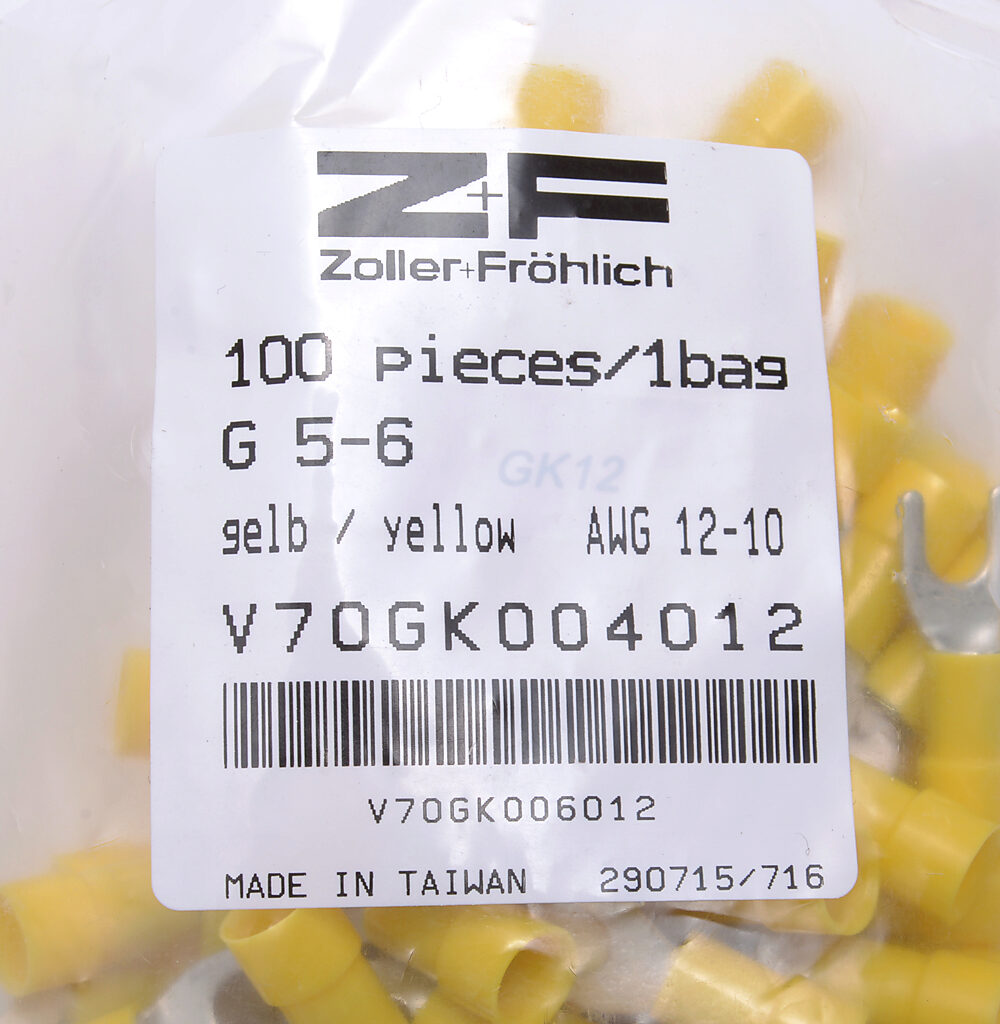 Z+F
Zoller+Fröhlich
100 pieces/1bag
G 5-6
GK12
gelb / yellow AWG 12-10
V70GK004012
V70GK006012
MADE IN TAIWAN 290715/716